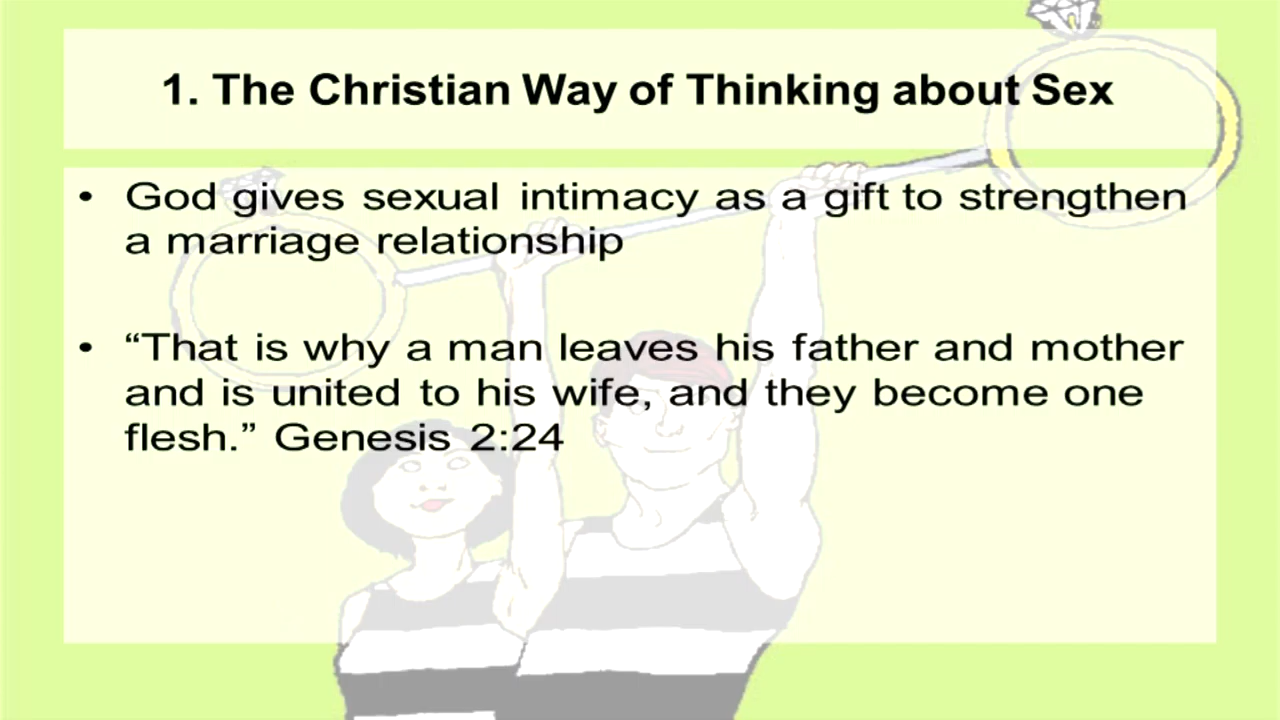 1. The Christian Way of Thinking about Sex
• God gives sexual intimacy as a gift to strengthen
a marriage relationship
• “That is why a man leaves his father and mother
and is united to his wife, and they become one
flesh.” Genesis 2:24